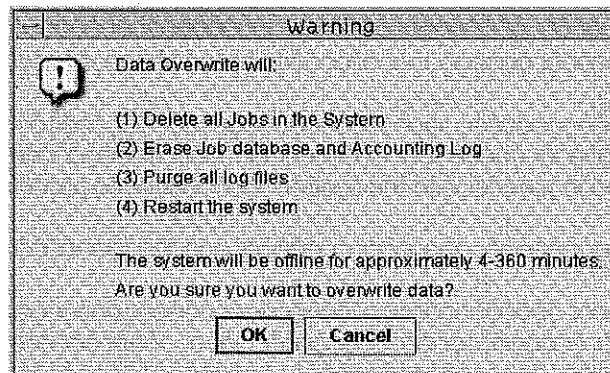 Warning
Data Overwrite will:
(1) Delete all Jobs in the System
(2) Erase Job database and Accounting Log
(3) Purge all log files
(4) Restart the system
The system will be offline for approximately 4-360 minutes.
Are you sure you want to overwrite data?
OK Cancel